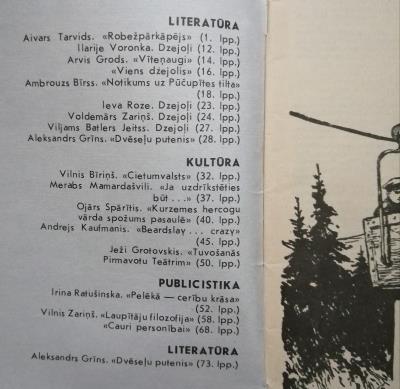 LITERATŪRA
Aivars Tarvids. «Robežpārkāpējs» (1. lpp.)
Ilarije Voronka. Dzejoļi (12. lpp.)
Arvis Grods. «Vīteņaugi» (14. lpp.)
«Viens dzejolis» (16. lpp.)
Ambrouzs Bīrss. «Notikums uz Pūčupītes tilta»
(18. lpp.)
Ieva Roze. Dzejoļi (23. lpp.)
Voldemārs Zariņš. Dzejoļi (24. lpp.)
Viljams Batlers Jeitss. Dzejoļi (27. lpp.)
Aleksandrs Grīns. «Dvēseļu putenis» (28. lpp.)
KULTŪRA
Vilnis Bīriņš. «Cietumvalsts» (32. lpp.)
Merabs Mamardašvili. «Ja uzdrīkstēties
būt . . .» (37. lpp.)
Ojārs Spārītis. «Kurzemes hercogu
vārda spožums pasaulē» (40. lpp.)
Andrejs Kaufmanis. «Beardslay . . . crazy»
(45. lpp.)
Ježi Grotovskis. «Tuvošanās
Pirmavotu Teātrim» (50. lpp.)
PUBLICISTIKA
Irina Ratušinska. «Pelēkā — cerību krāsa»
(52. lpp.)
Vilnis Zariņš. «Laupītāju filozofija» (58. lpp.)
«Cauri personībai» (68. lpp.)
LITERATŪRA
Aleksandrs Grīns. «Dvēseļu putenis» (73. lpp.)